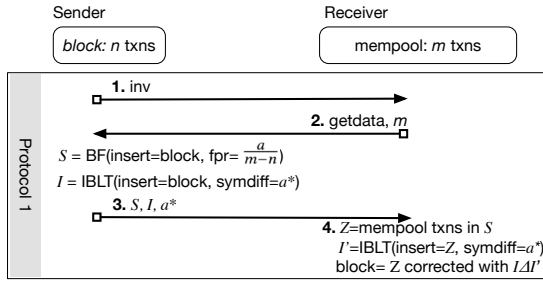 Sender
Receiver
block: n txns
mempool: m txns
Protocol 1
1. inv
2. getdata, m
S = BF(insert=block, fpr= a/(m−n))
I = IBLT(insert=block, symdiff=a*)
3. S, I, a*
4. Z=mempool txns in S
I'=IBLT(insert=Z, symdiff=a*)
block= Z corrected with IΔI'